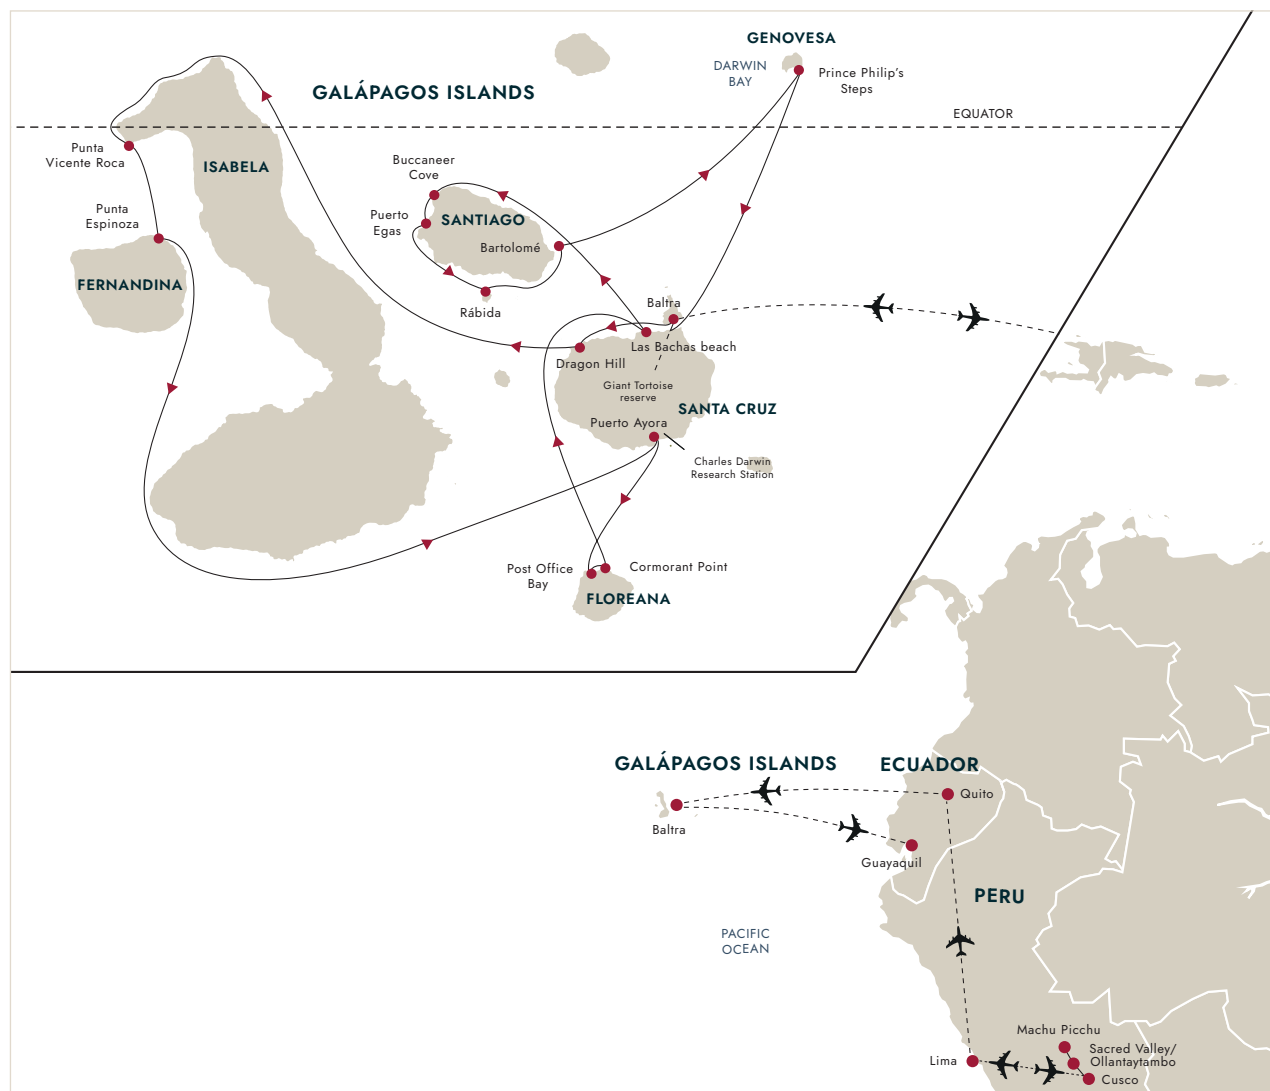 GENOVESA
DARWIN
BAY
Prince Philip's
Steps
GALÁPAGOS ISLANDS
EQUATOR
Punta
Vicente Roca
ISABELA
Buccaneer
Cove
Punta
Espinoza
Puerto
Egas
SANTIAGO
Bartolomé
FERNANDINA
Rábida
Baltra
Las Bachas beach
Dragon Hill
Giant Tortoise
reserve
SANTA CRUZ
Puerto Ayora
Charles Darwin
Research Station
Post Office
Bay
Cormorant Point
FLOREANA
GALÁPAGOS ISLANDS
ECUADOR
Quito
Baltra
Guayaquil
PERU
PACIFIC
OCEAN
Machu Picchu
Lima
Sacred Valley/
Ollantaytambo
Cusco